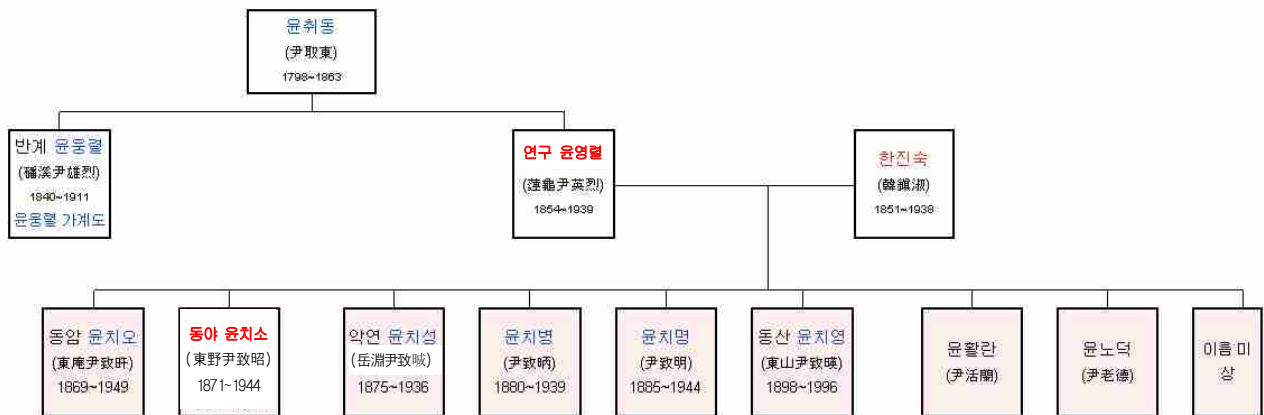 윤취동
(尹取東)
1798~1863
반계 윤웅렬
(磻溪尹雄烈)
1840~1911
윤웅렬 가계도
연구 윤영렬
(蓮龜尹英烈)
1854~1939
한진숙
(韓鎭淑)
1851~1938
동암 윤치오
(東庵尹致旿)
1869~1949
동야 윤치소
(東野尹致昭)
1871~1944
악연 윤치성
(岳淵尹致晠)
1875~1936
윤치병
(尹致昞)
1880~1939
윤치명
(尹致明)
1885~1944
동산 윤치영
(東山尹致暎)
1898~1996
윤활란
(尹活蘭)
윤노덕
(尹老德)
이름 미
상